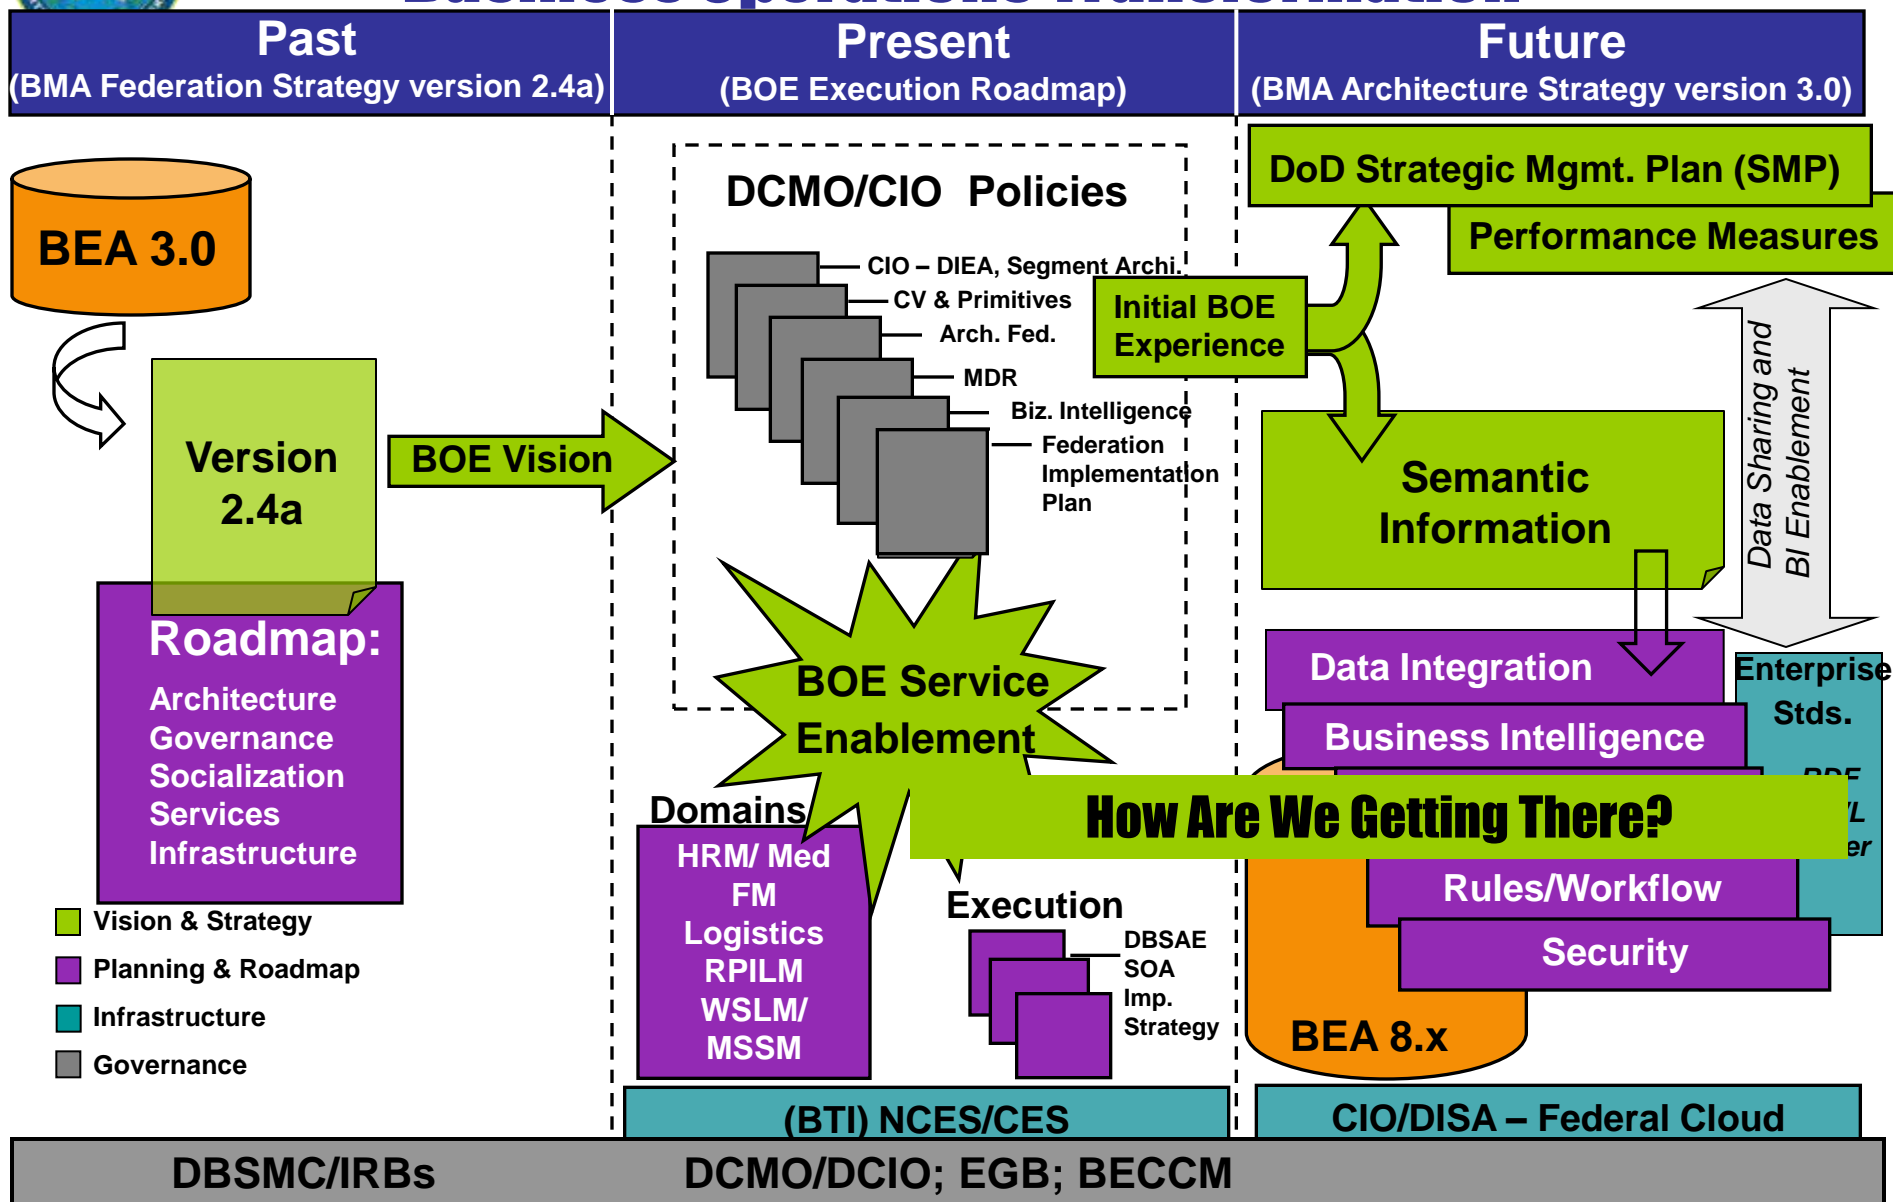 Business Operations Transformation
Past
(BMA Federation Strategy version 2.4a)
Present
(BOE Execution Roadmap)
Future
(BMA Architecture Strategy version 3.0)
BEA 3.0
Version
2.4a
BOE Vision
Roadmap:
Architecture
Governance
Socialization
Services
Infrastructure
Vision & Strategy
Planning & Roadmap
Infrastructure
Governance
DCMO/CIO Policies
CIO – DIEA, Segment Archi.
CV & Primitives
Arch. Fed.
MDR
Biz. Intelligence
Federation
Implementation
Plan
Initial BOE
Experience
BOE Service
Enablement
Domains
HRM/ Med
FM
Logistics
RPILM
WSLM/
MSSM
Execution
DBSAE
SOA
Imp.
Strategy
(BTI) NCES/CES
DoD Strategic Mgmt. Plan (SMP)
Performance Measures
Data Sharing and
BI Enablement
Semantic
Information
Data Integration
Business Intelligence
Enterprise
Stds.
How Are We Getting There?
Rules/Workflow
Security
BEA 8.x
CIO/DISA – Federal Cloud
DBSMC/IRBs
DCMO/DCIO; EGB; BECCM